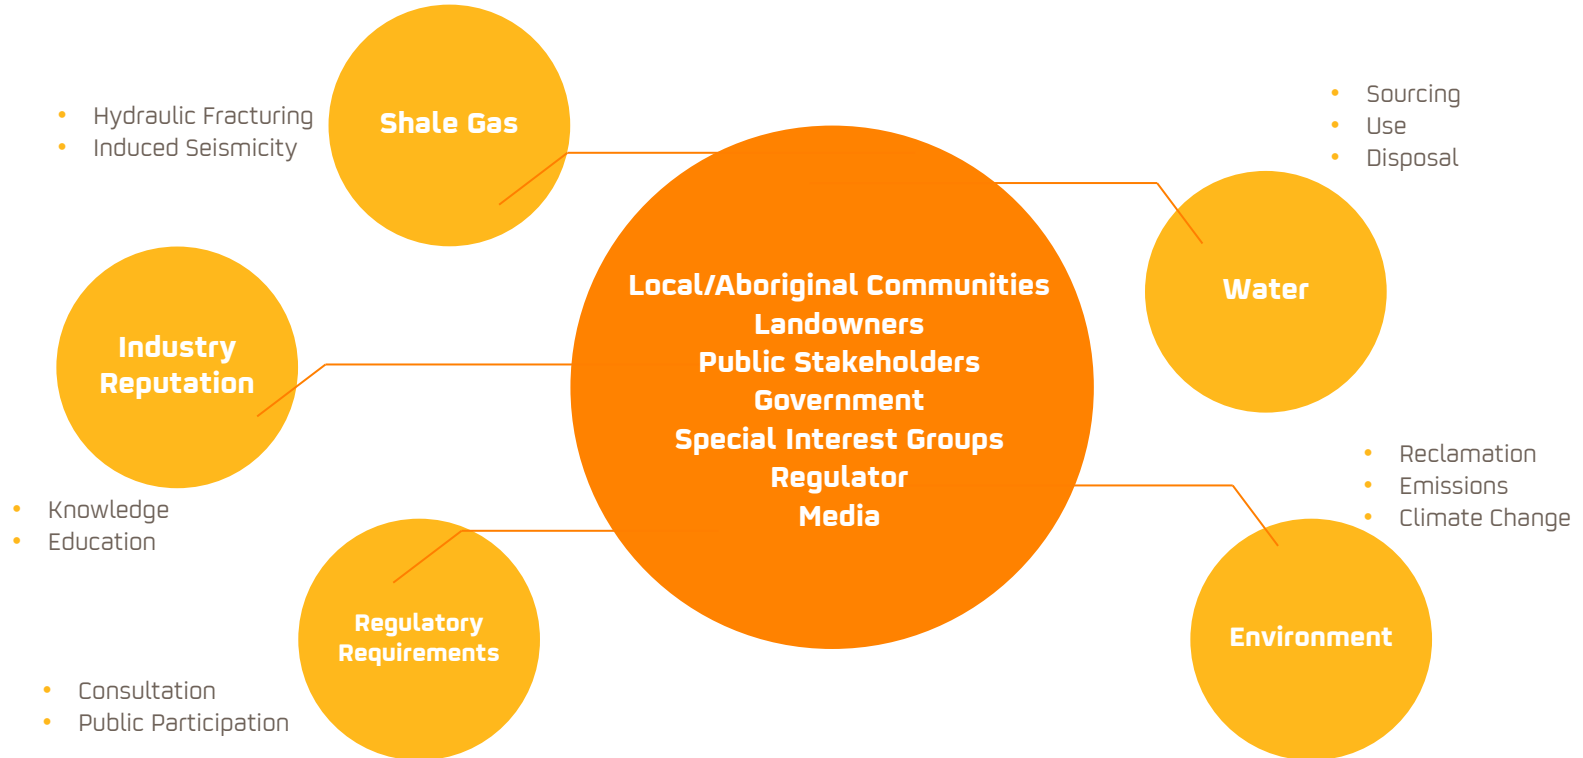 Shale Gas
• Hydraulic Fracturing
• Induced Seismicity
Industry
Reputation
• Knowledge
• Education
Regulatory
Requirements
• Consultation
• Public Participation
Local/Aboriginal Communities
Landowners
Public Stakeholders
Government
Special Interest Groups
Regulator
Media
• Sourcing
• Use
• Disposal
Water
• Reclamation
• Emissions
• Climate Change
Environment